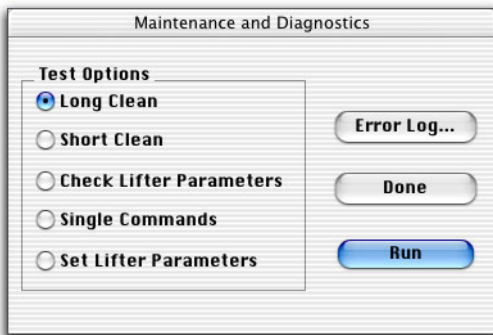 Maintenance and Diagnostics
Test Options
Long Clean
Short Clean
Check Lifter Parameters
Single Commands
Set Lifter Parameters
Error Log...
Done
Run